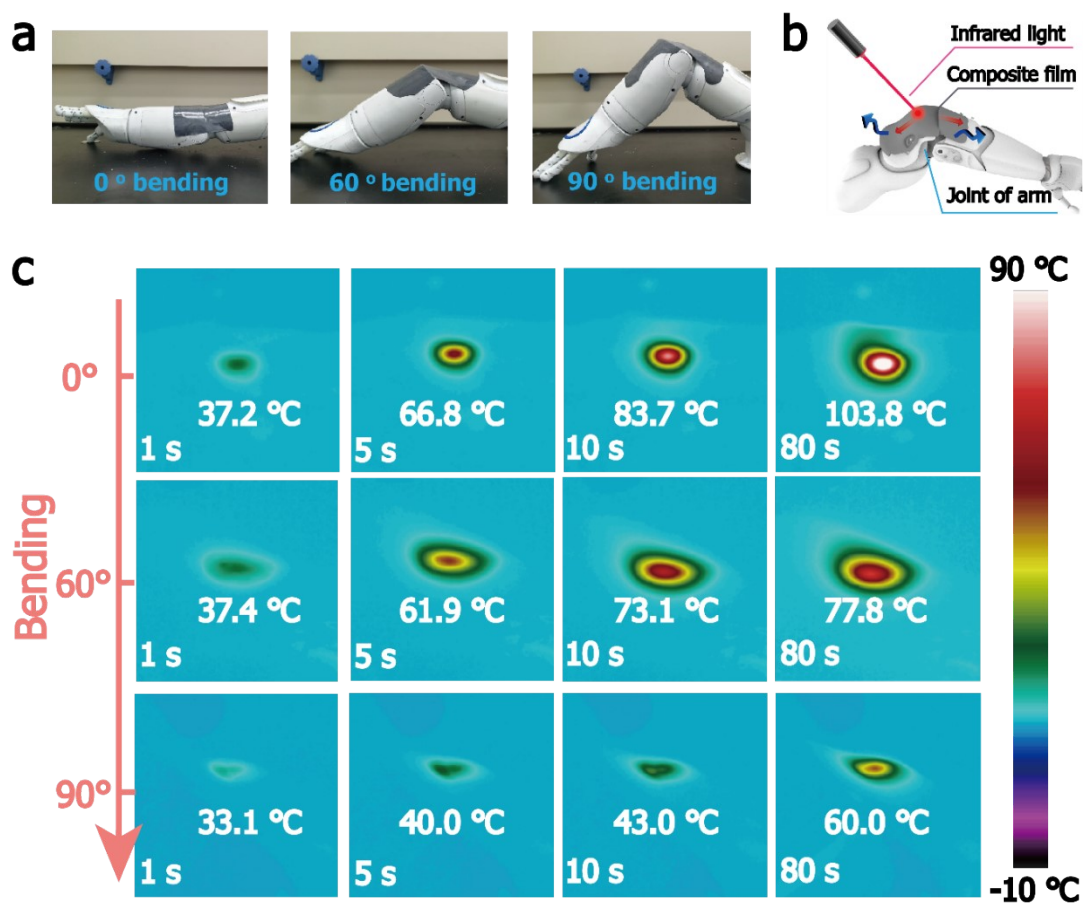 a
0 ° bending
60 ° bending
90 ° bending
b
Infrared light
Composite film
Joint of arm
c
Bending
0°
37.2 °C
1 s
66.8 °C
5 s
83.7 °C
10 s
103.8 °C
80 s
60°
37.4 °C
1 s
61.9 °C
5 s
73.1 °C
10 s
77.8 °C
80 s
90°
33.1 °C
1 s
40.0 °C
5 s
43.0 °C
10 s
60.0 °C
80 s
90 °C
-10 °C